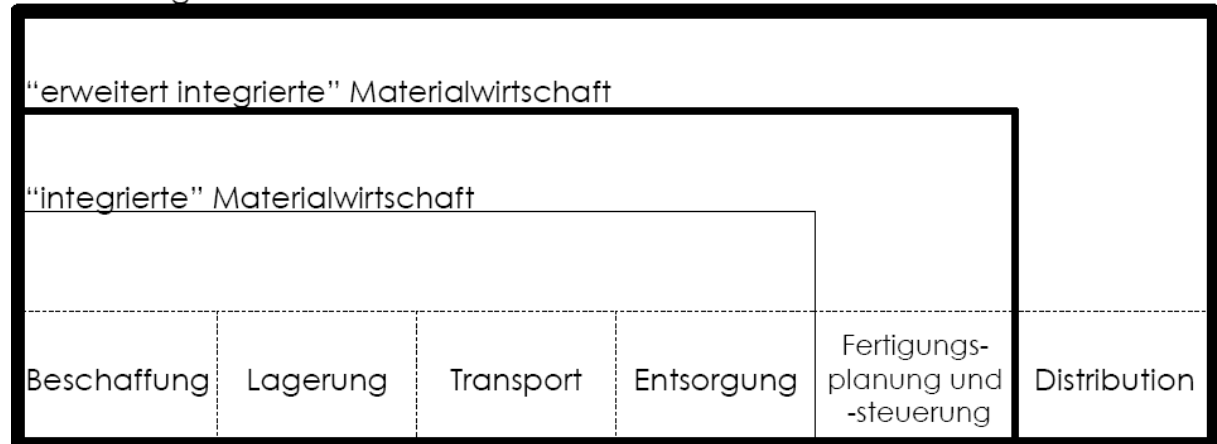 “erweitert integrierte” Materialwirtschaft
“integrierte” Materialwirtschaft
Beschaffung
Lagerung
Transport
Entsorgung
Fertigungs-
planung und
-steuerung
Distribution